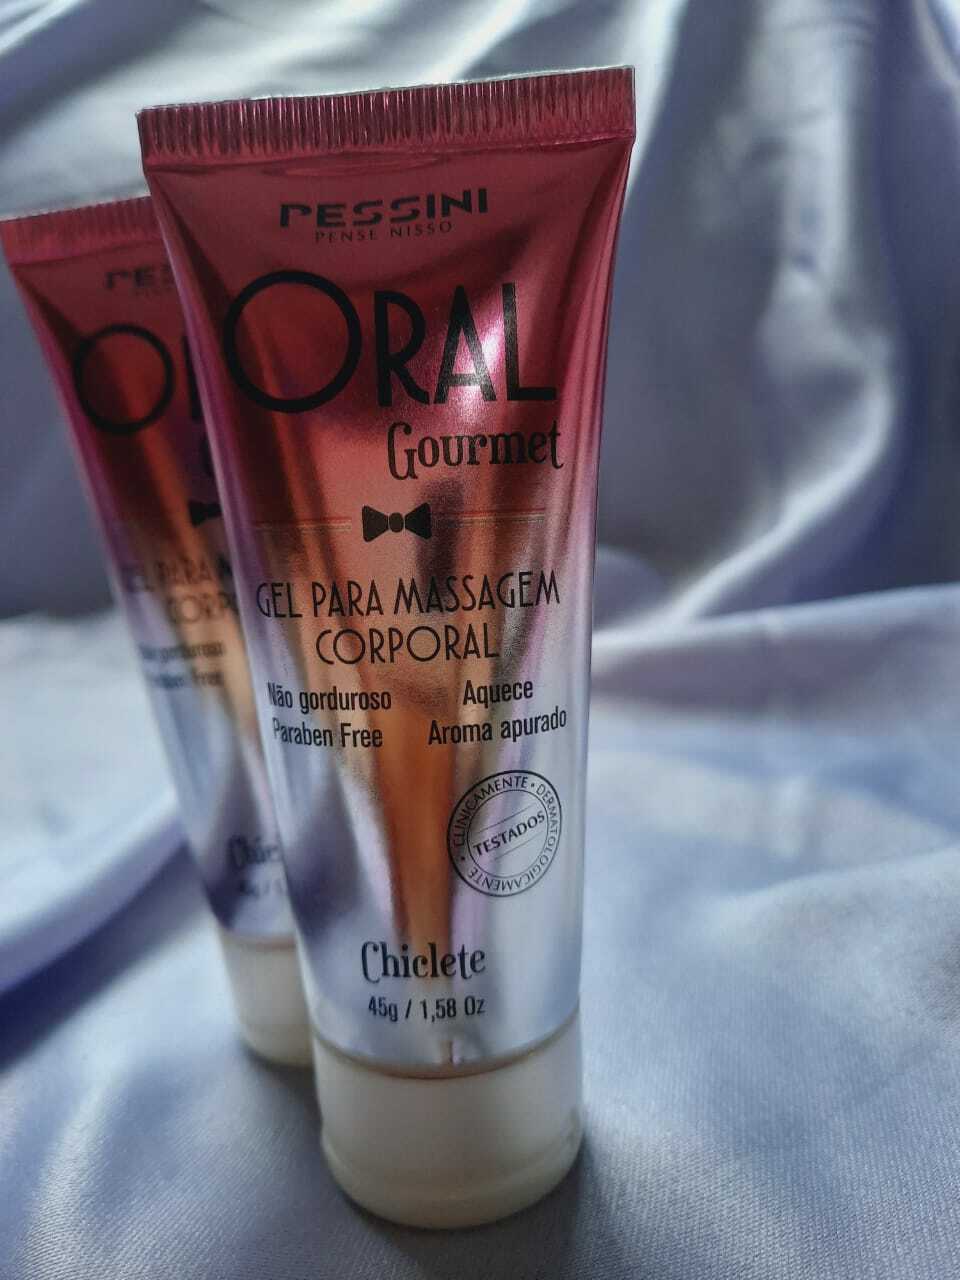 PESSINI
PENSE NISSO
ORAL
Gourmet
GEL PARA MASSAGEM
CORPORAL
Não gorduroso
Aquece
Paraben Free
Aroma apurado
CLINICAMENTE • DERMATOLOGICAMENTE •
TESTADOS
Chiclete
45g / 1,58 Oz